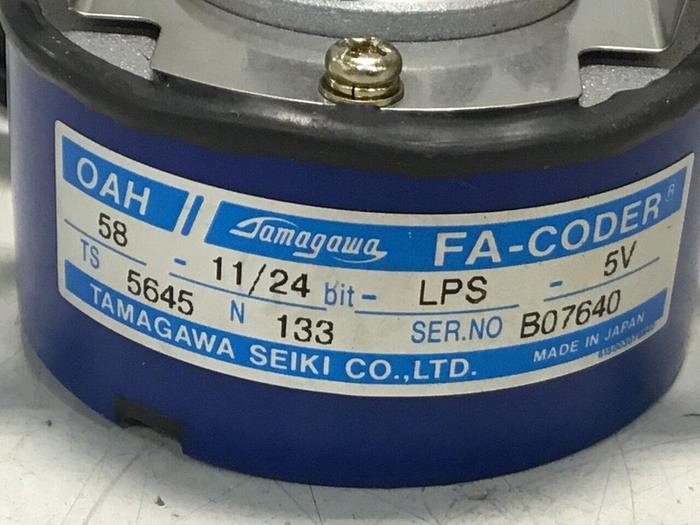 OAH / Tamagawa FA-CODER ®
58 - 11/24 bit - LPS - 5V
TS 5645 N 133 SER.NO B07640
TAMAGAWA SEIKI CO.,LTD. MADE IN JAPAN